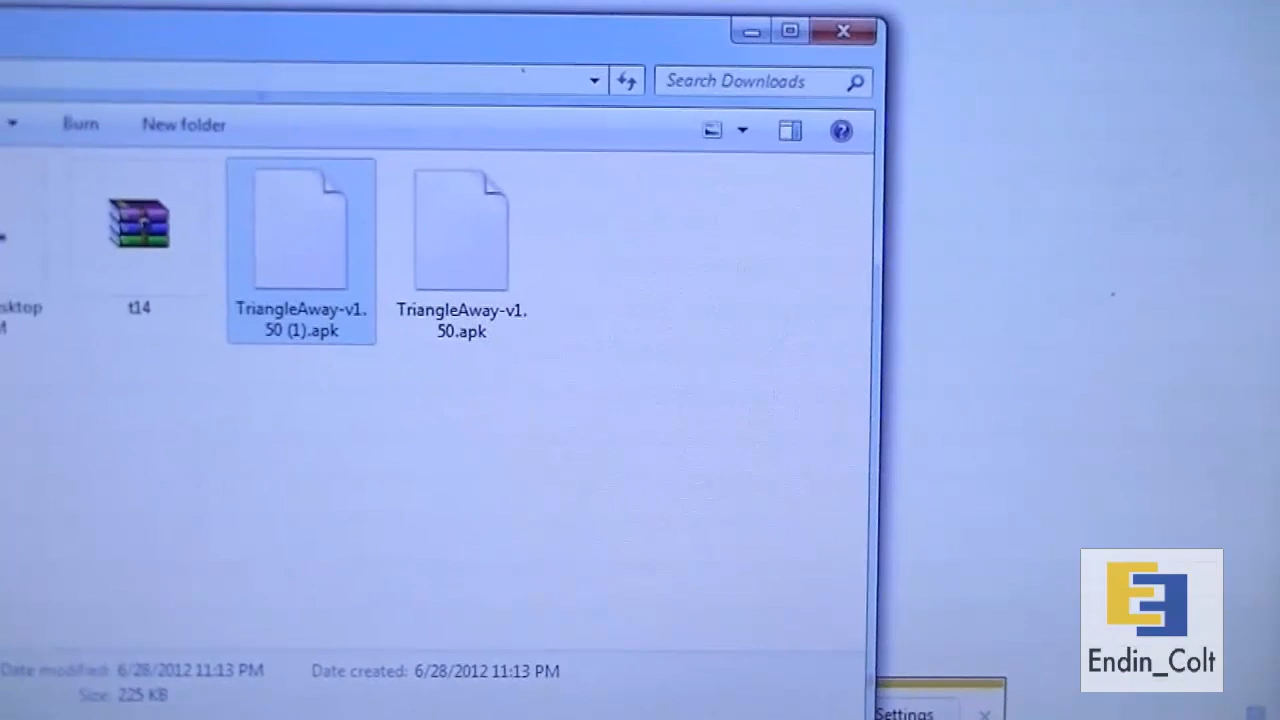 Search Downloads
Burn
New folder
sktop
t14
TriangleAway-v1.
50 (1).apk
TriangleAway-v1.
50.apk
Date modified: 6/28/2012 11:13 PM
Date created: 6/28/2012 11:13 PM
Size: 225 KB
Settings
Endin_Colt